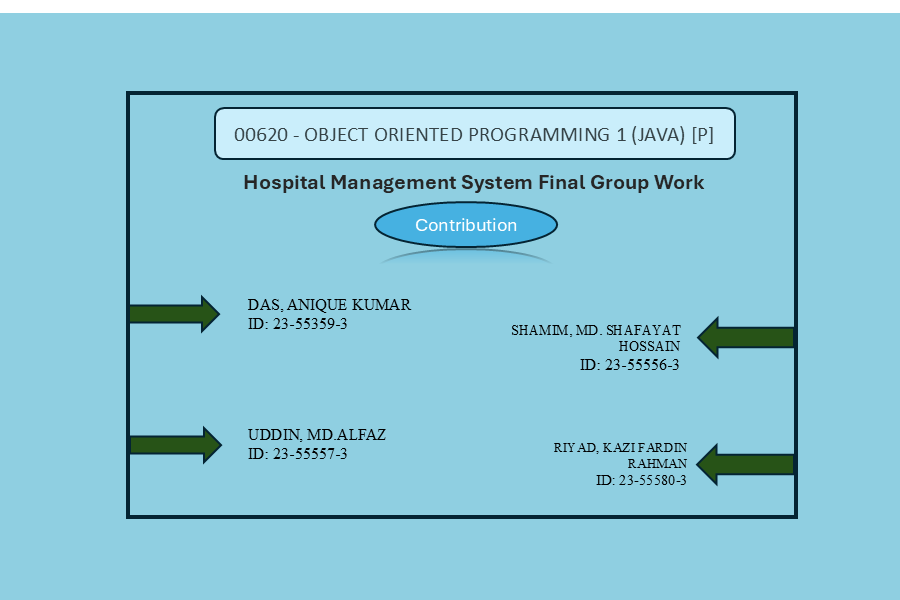 00620 - OBJECT ORIENTED PROGRAMMING 1 (JAVA) [P]
Hospital Management System Final Group Work
Contribution
DAS, ANIQUE KUMAR
ID: 23-55359-3
SHAMIM, MD. SHAFAYAT
HOSSAIN
ID: 23-55556-3
UDDIN, MD.ALFAZ
ID: 23-55557-3
RIYAD, KAZI FARDIN
RAHMAN
ID: 23-55580-3